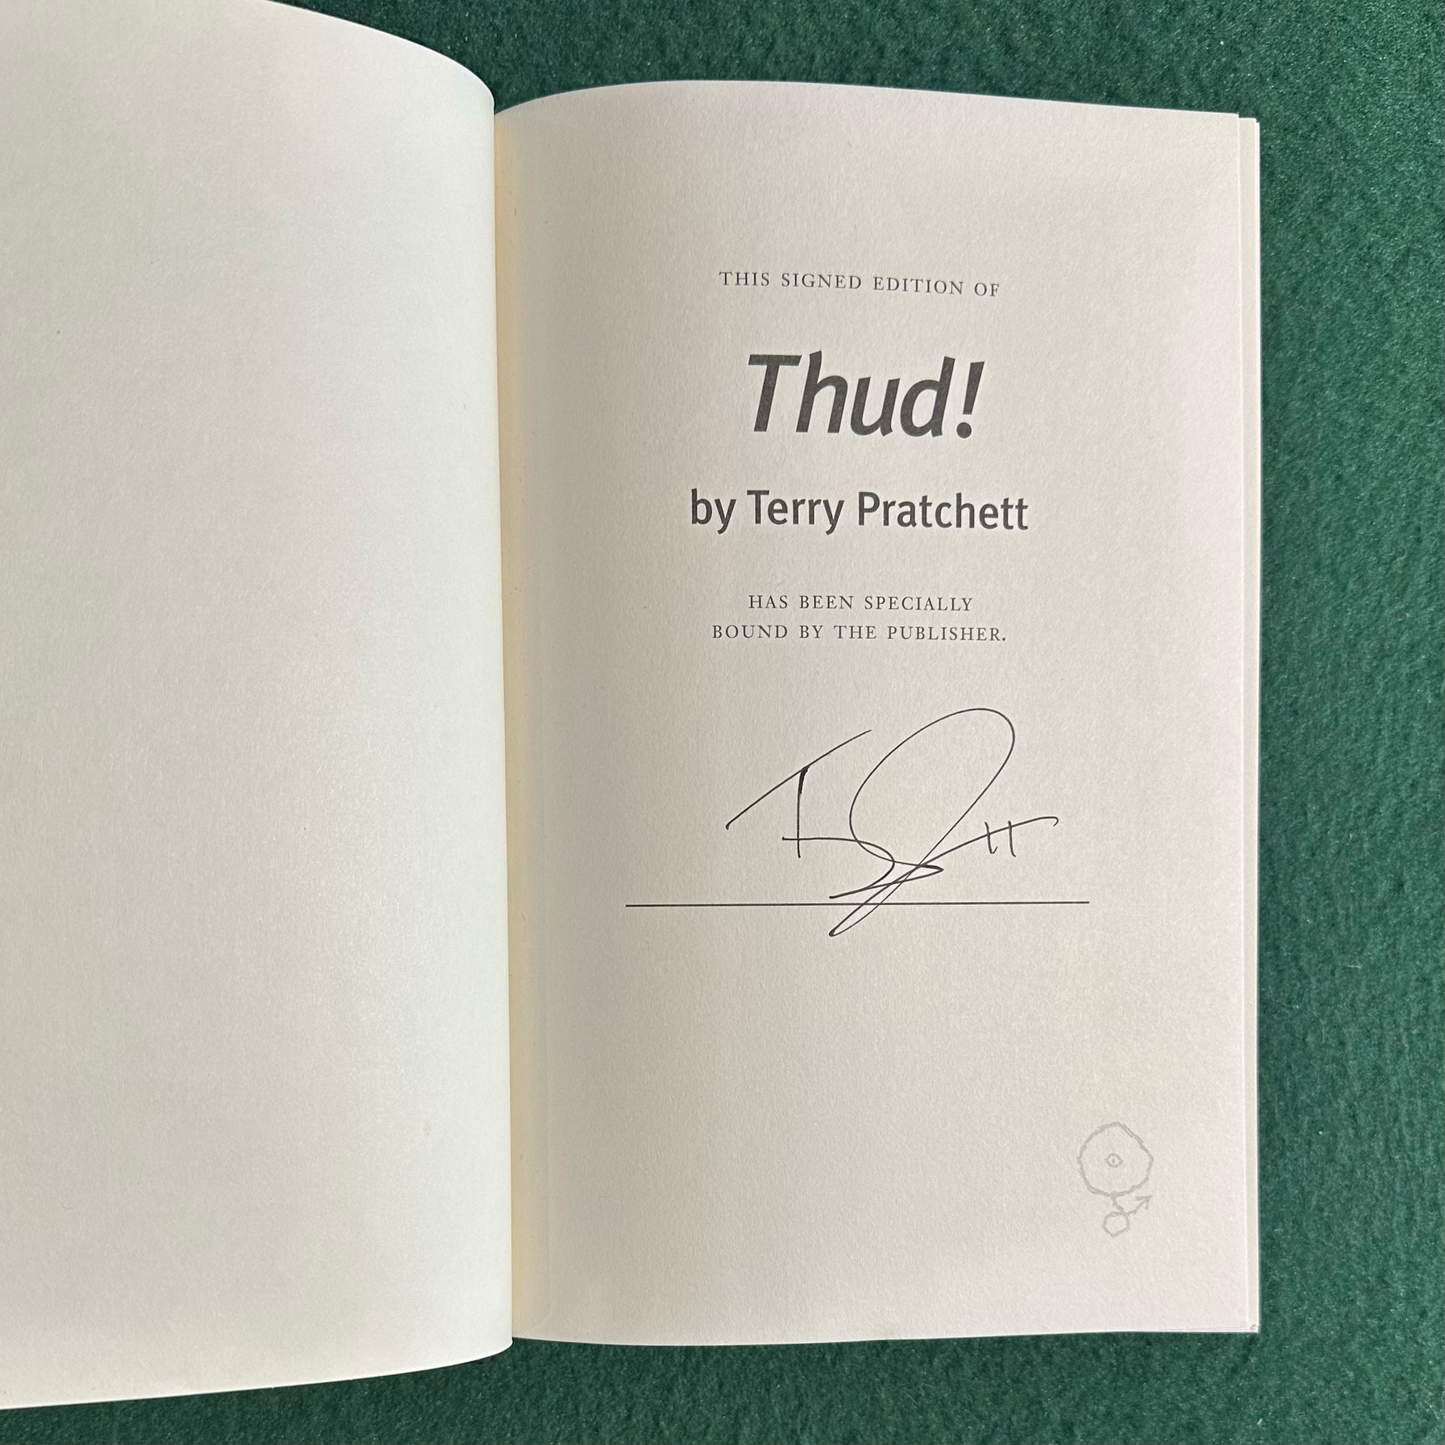 THIS SIGNED EDITION OF
Thud!
by Terry Pratchett
HAS BEEN SPECIALLY
BOUND BY THE PUBLISHER.